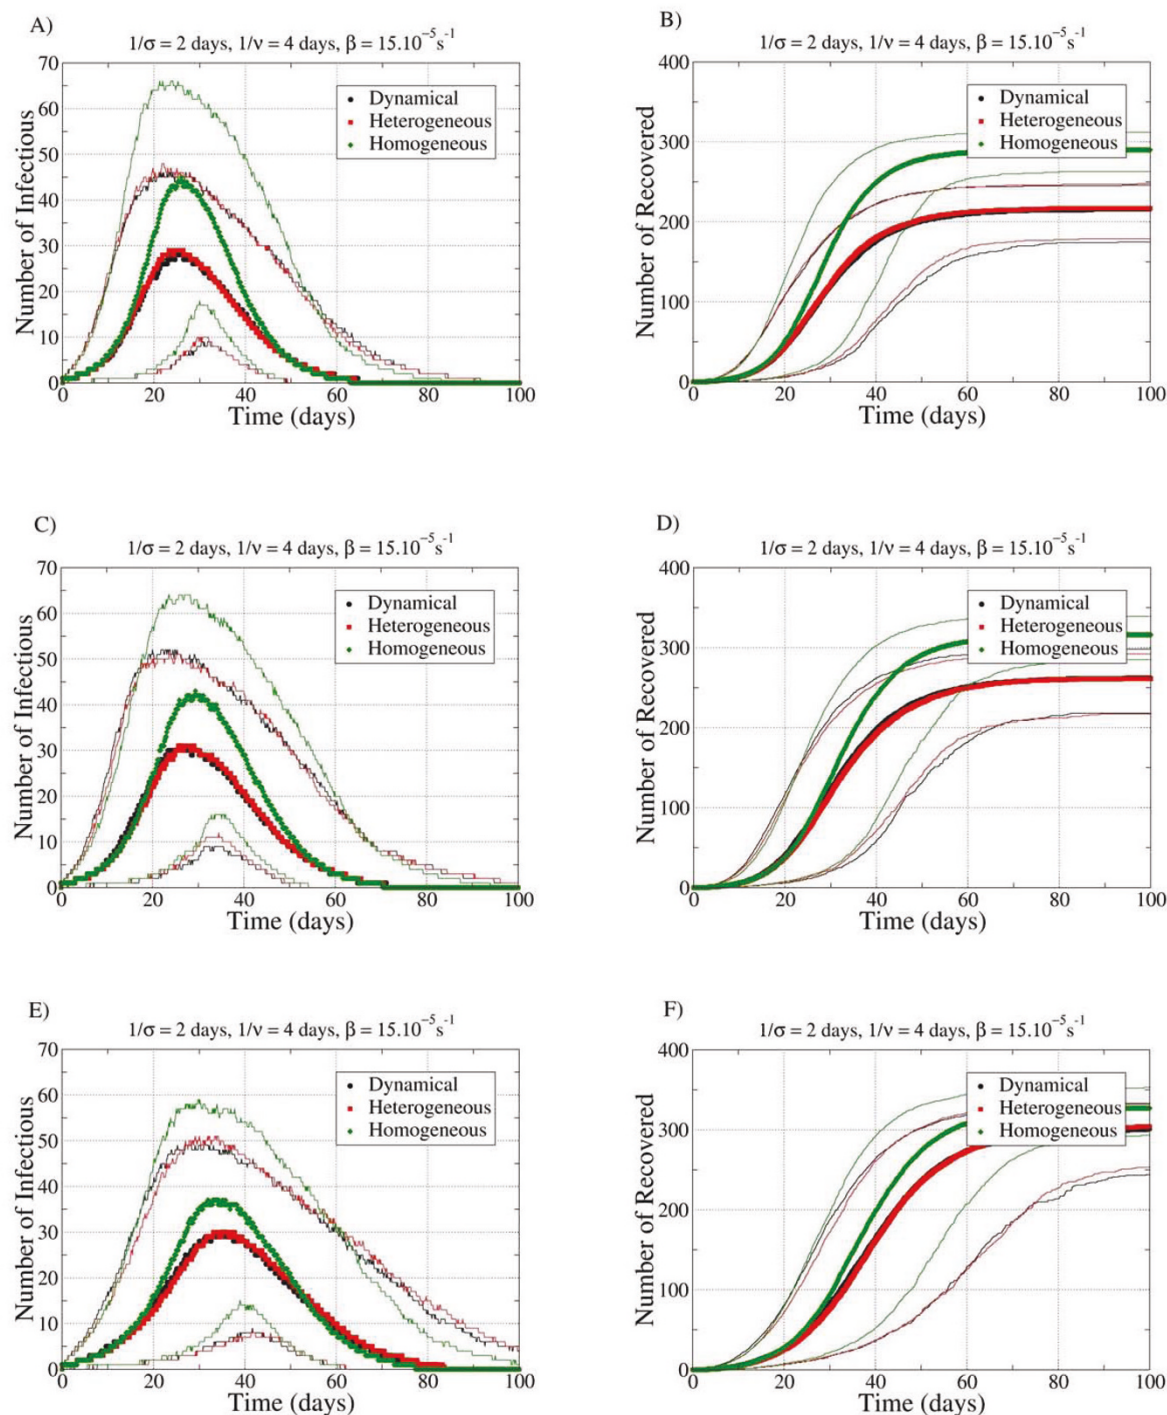 A)
1/σ = 2 days, 1/ν = 4 days, β = 15.10⁻⁵s⁻¹
70
60
50
40
30
20
10
0
Number of Infectious
Dynamical
Heterogeneous
Homogeneous
0 20 40 60 80 100
Time (days)
B)
1/σ = 2 days, 1/ν = 4 days, β = 15.10⁻⁵s⁻¹
400
300
200
100
0
Number of Recovered
Dynamical
Heterogeneous
Homogeneous
0 20 40 60 80 100
Time (days)
C)
1/σ = 2 days, 1/ν = 4 days, β = 15.10⁻⁵s⁻¹
70
60
50
40
30
20
10
0
Number of Infectious
Dynamical
Heterogeneous
Homogeneous
0 20 40 60 80 100
Time (days)
D)
1/σ = 2 days, 1/ν = 4 days, β = 15.10⁻⁵s⁻¹
400
300
200
100
0
Number of Recovered
Dynamical
Heterogeneous
Homogeneous
0 20 40 60 80 100
Time (days)
E)
1/σ = 2 days, 1/ν = 4 days, β = 15.10⁻⁵s⁻¹
70
60
50
40
30
20
10
0
Number of Infectious
Dynamical
Heterogeneous
Homogeneous
0 20 40 60 80 100
Time (days)
F)
1/σ = 2 days, 1/ν = 4 days, β = 15.10⁻⁵s⁻¹
400
300
200
100
0
Number of Recovered
Dynamical
Heterogeneous
Homogeneous
0 20 40 60 80 100
Time (days)